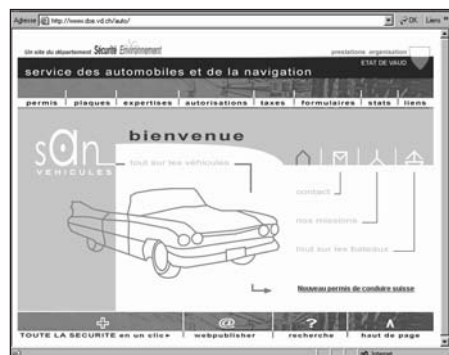 Adresse http://www.dse.vd.ch/auto/ OK Liens »
Un site du département Sécurité Environnement
prestations organisation
ETAT DE VAUD
service des automobiles et de la navigation
permis plaques expertises autorisations taxes formulaires stats liens
bienvenue
san
VEHICULES
tout sur les véhicules
contact
nos missions
tout sur les bateaux
Nouveau permis de conduire suisse
@ ?
TOUTE LA SECURITE en un clic webpublisher recherche haut de page
Internet